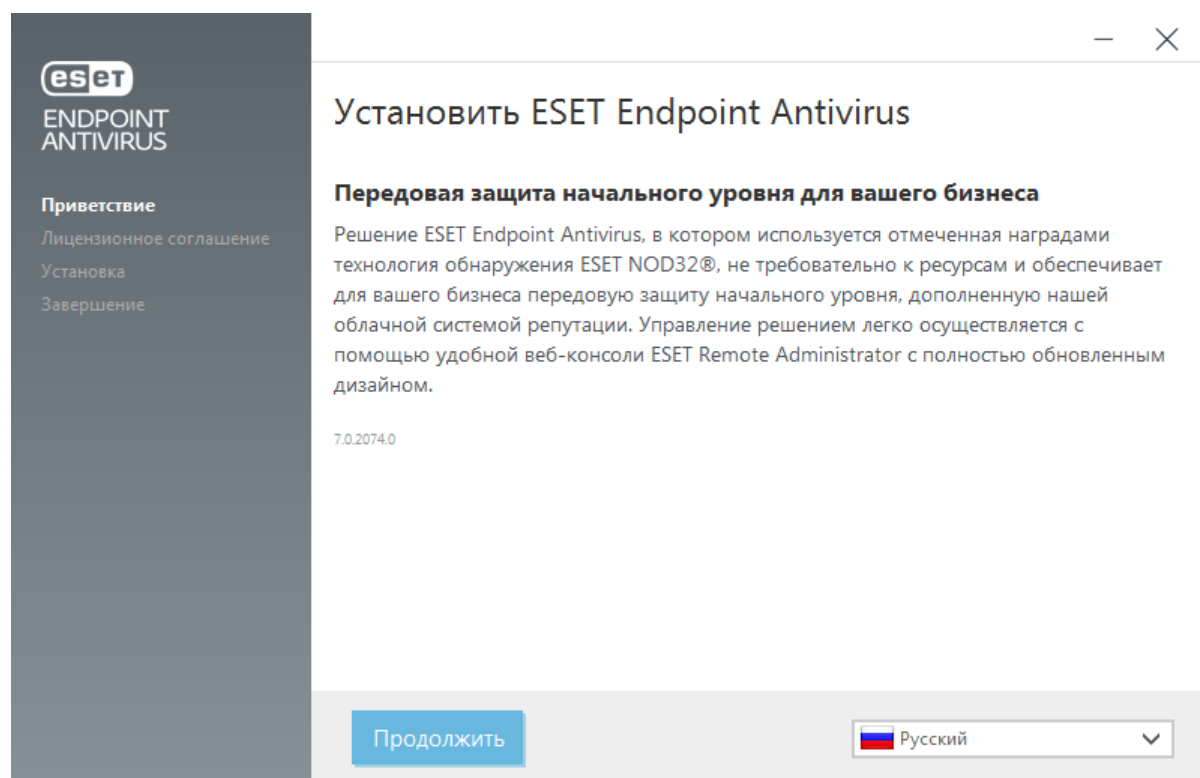 eset
ENDPOINT
ANTIVIRUS
Приветствие
Лицензионное соглашение
Установка
Завершение
Установить ESET Endpoint Antivirus
Передовая защита начального уровня для вашего бизнеса
Решение ESET Endpoint Antivirus, в котором используется отмеченная наградами
технология обнаружения ESET NOD32®, не требовательно к ресурсам и обеспечивает
для вашего бизнеса передовую защиту начального уровня, дополненную нашей
облачной системой репутации. Управление решением легко осуществляется с
помощью удобной веб-консоли ESET Remote Administrator с полностью обновленным
дизайном.
7.0.2074.0
Продолжить
Русский